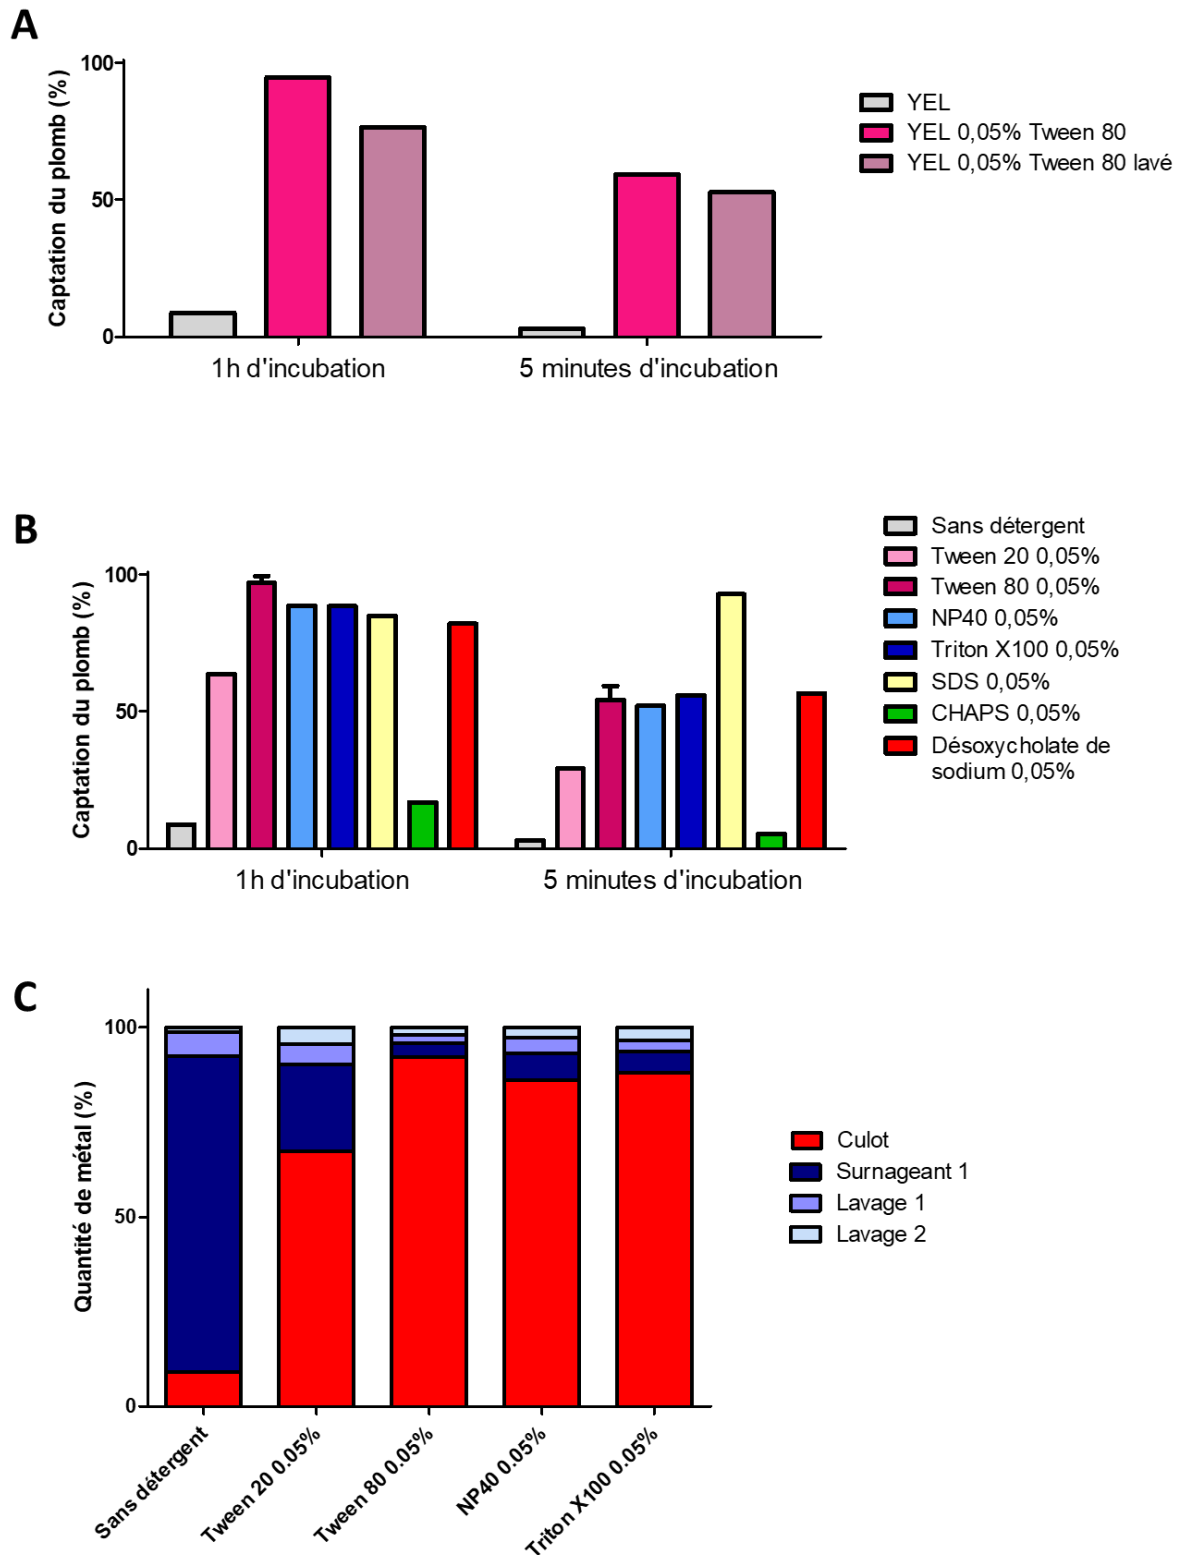 A
Captation du plomb (%)
100
50
0
1h d'incubation
5 minutes d'incubation
YEL
YEL 0,05% Tween 80
YEL 0,05% Tween 80 lavé
B
Captation du plomb (%)
100
50
0
1h d'incubation
5 minutes d'incubation
Sans détergent
Tween 20 0,05%
Tween 80 0,05%
NP40 0,05%
Triton X100 0,05%
SDS 0,05%
CHAPS 0,05%
Désoxycholate de
sodium 0,05%
C
Quantité de métal (%)
100
50
0
Sans détergent
Tween 20 0.05%
Tween 80 0.05%
NP40 0.05%
Triton X100 0.05%
Culot
Surnageant 1
Lavage 1
Lavage 2